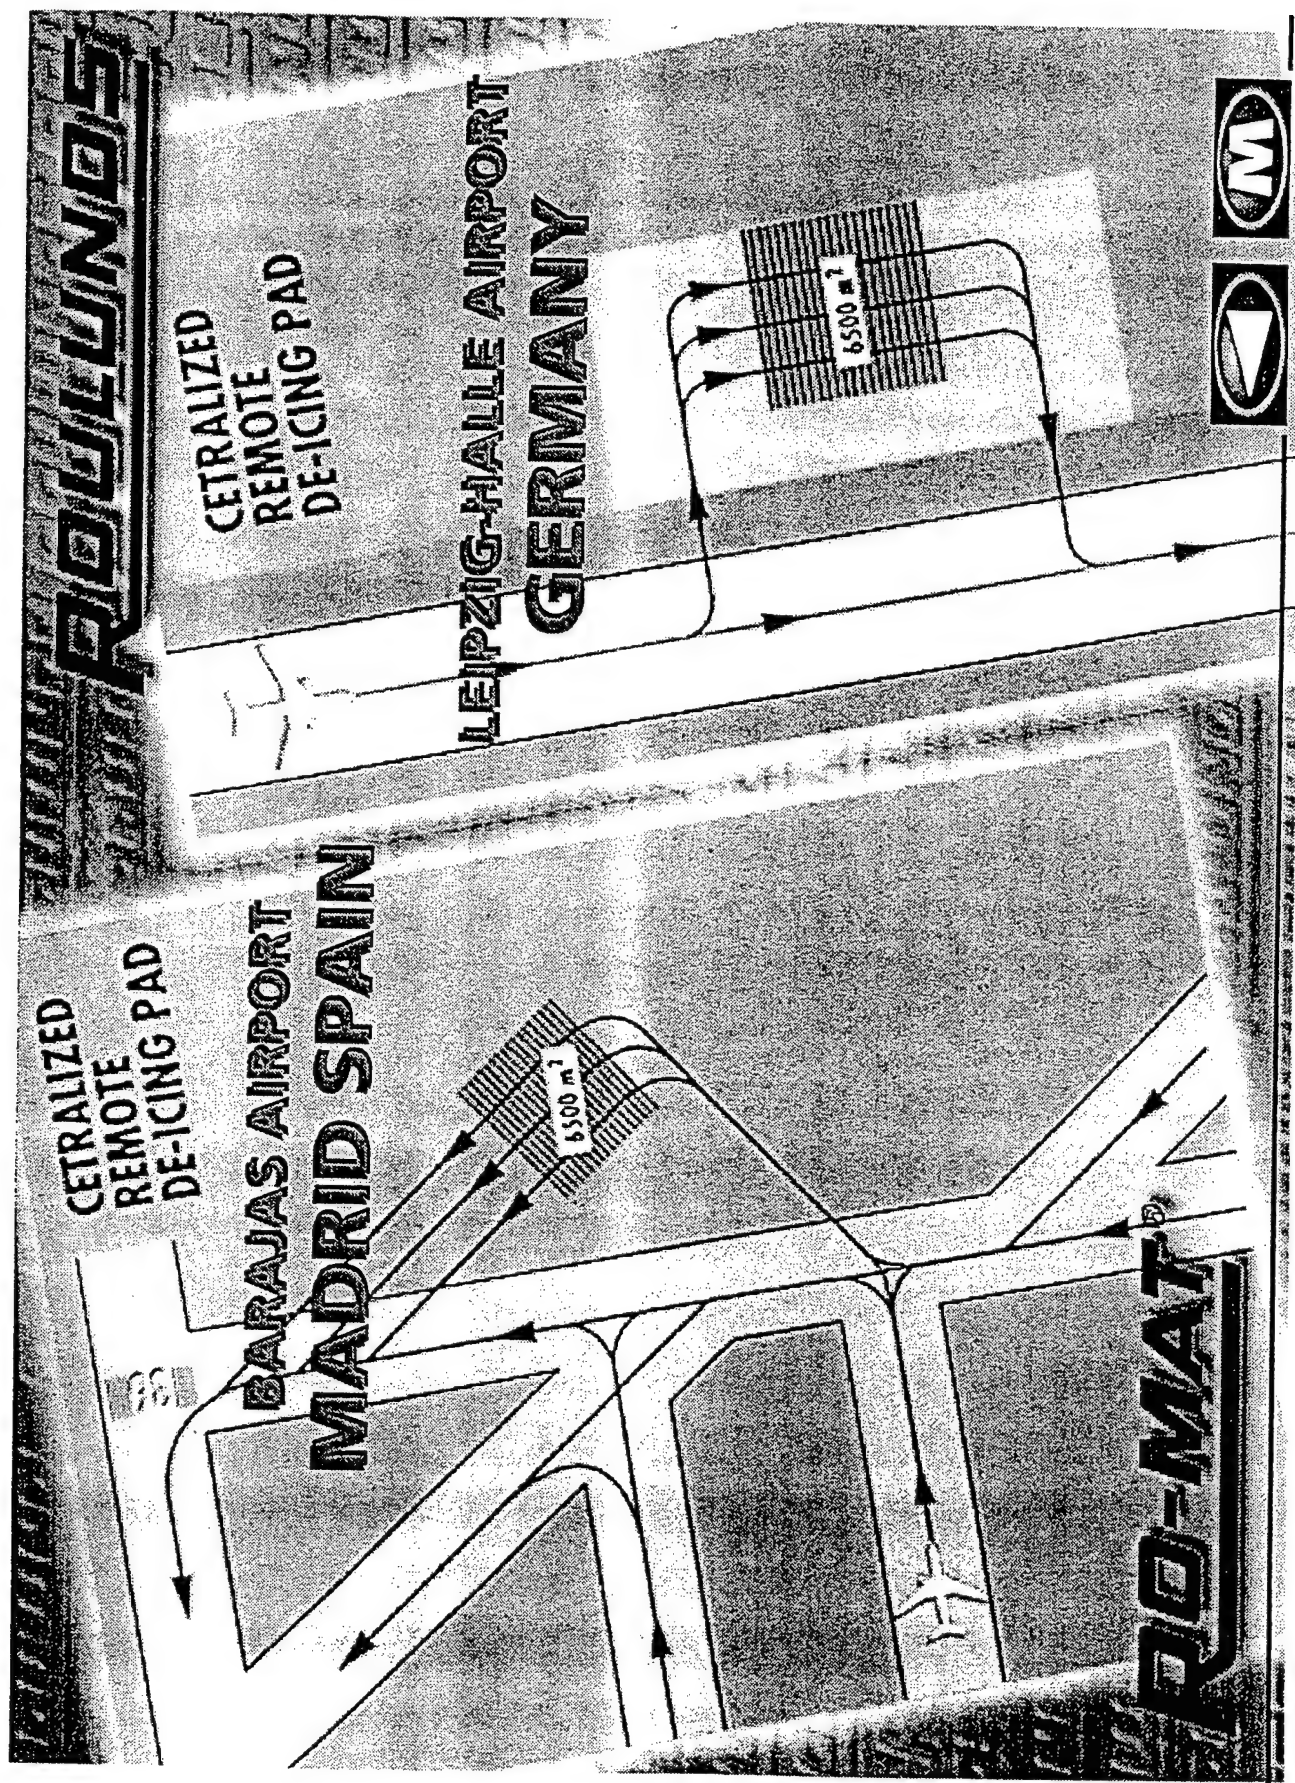 ROULUNDS
CETRALIZED
REMOTE
DE-ICING PAD
BARAJAS AIRPORT
MADRID SPAIN
6500 m²
CETRALIZED
REMOTE
DE-ICING PAD
LEIPZIG-HALLE AIRPORT
GERMANY
6500 m²
RO-MAT®
M